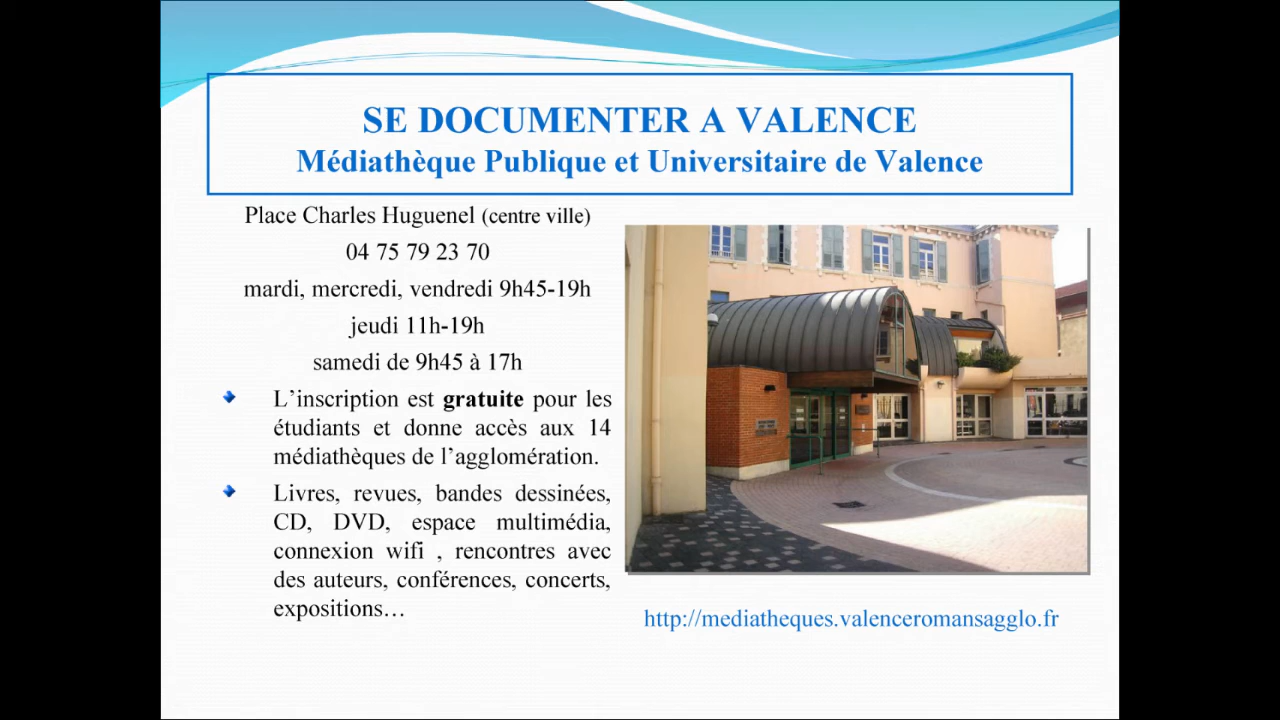 SE DOCUMENTER A VALENCE
Médiathèque Publique et Universitaire de Valence
Place Charles Huguenel (centre ville)
04 75 79 23 70
mardi, mercredi, vendredi 9h45-19h
jeudi 11h-19h
samedi de 9h45 à 17h
L’inscription est gratuite pour les
étudiants et donne accès aux 14
médiathèques de l’agglomération.
Livres, revues, bandes dessinées,
CD, DVD, espace multimédia,
connexion wifi , rencontres avec
des auteurs, conférences, concerts,
expositions…
http://mediatheques.valenceromansagglo.fr